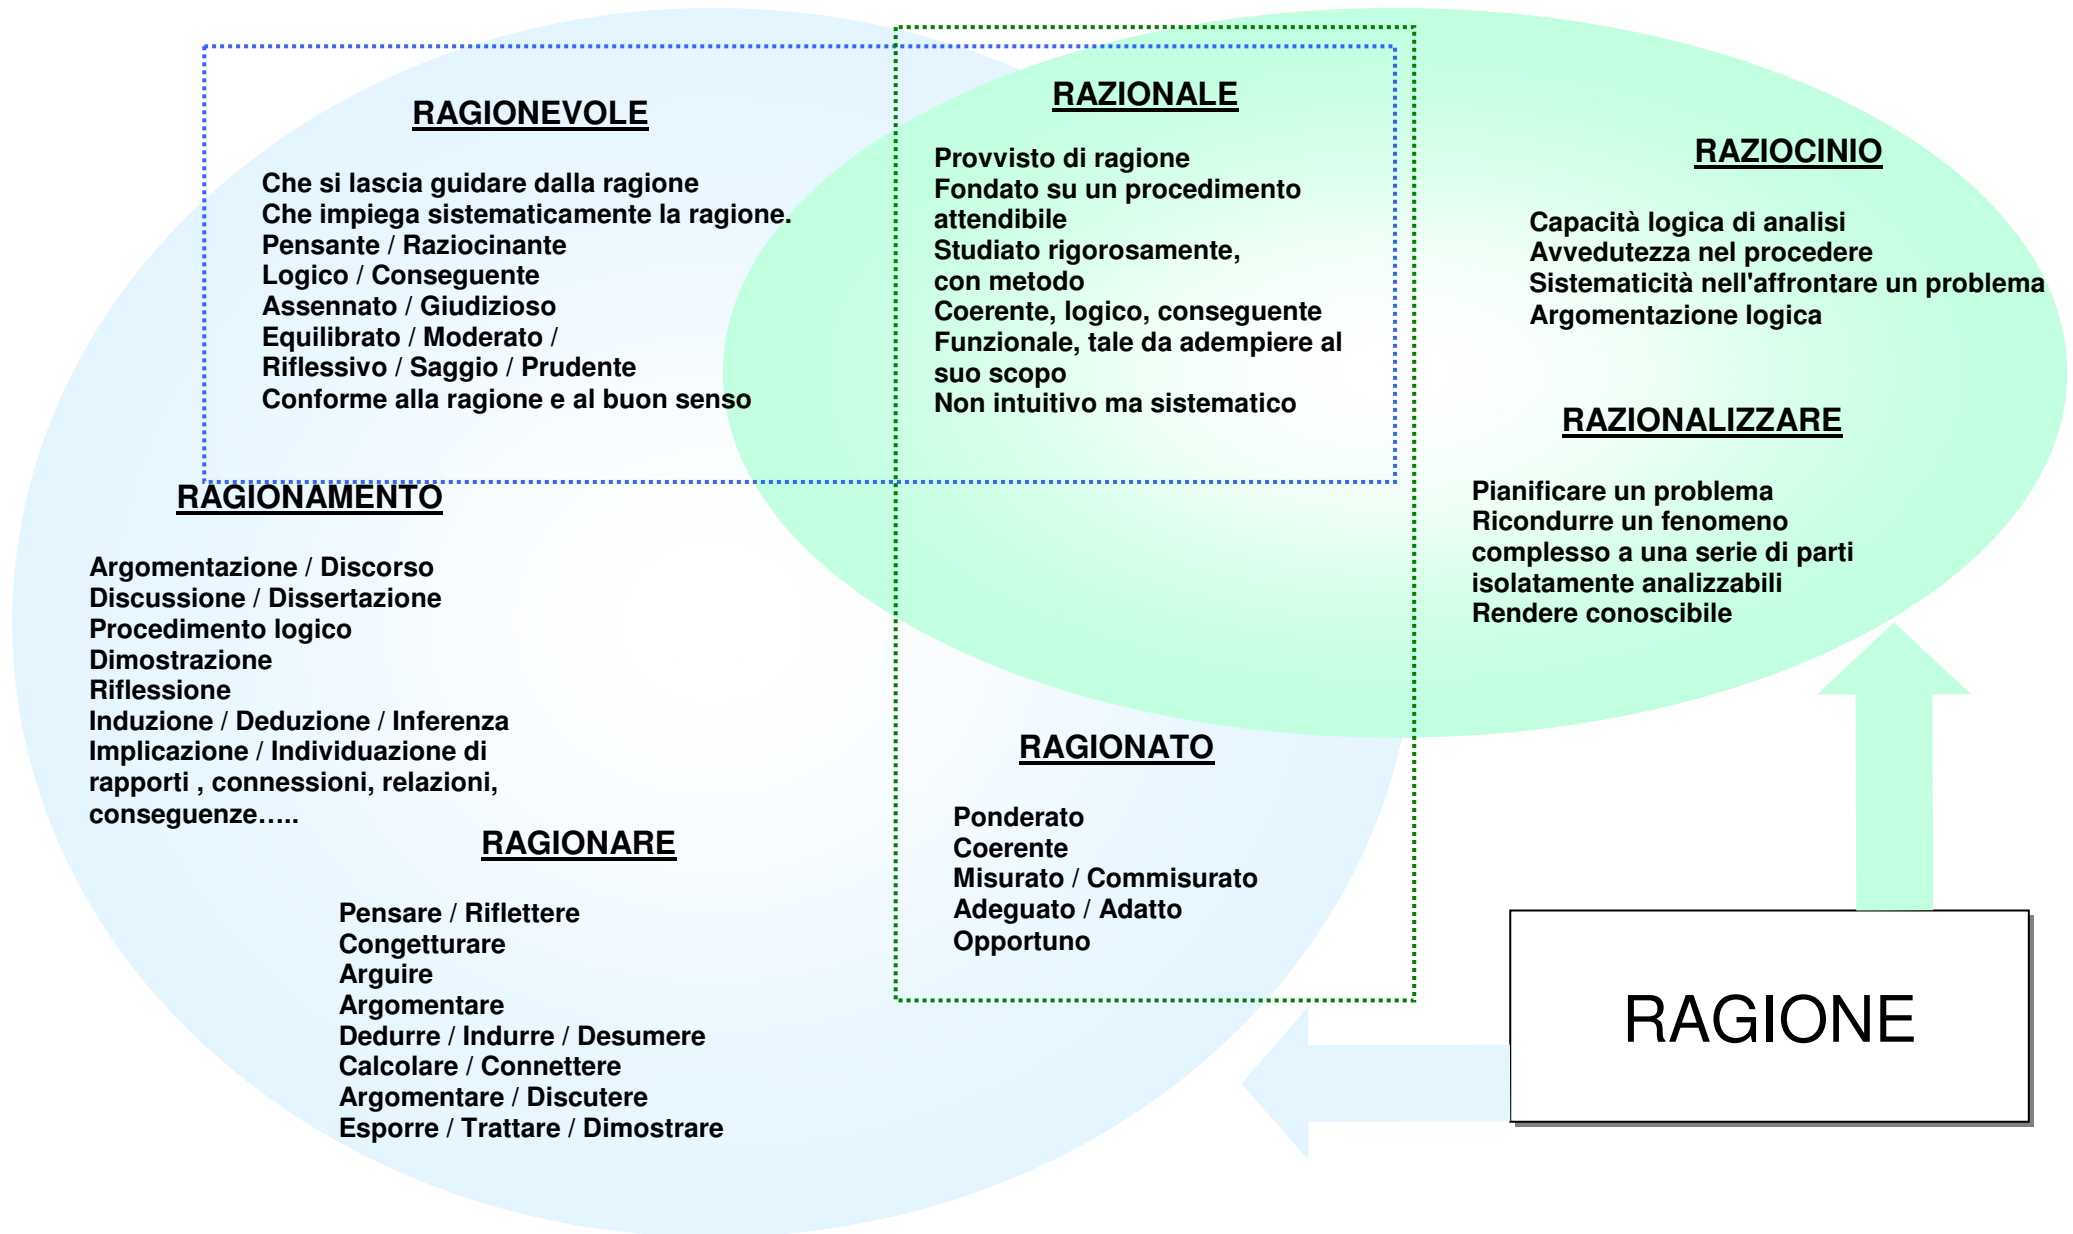 RAGIONEVOLE
Che si lascia guidare dalla ragione
Che impiega sistematicamente la ragione.
Pensante / Raziocinante
Logico / Conseguente
Assennato / Giudizioso
Equilibrato / Moderato /
Riflessivo / Saggio / Prudente
Conforme alla ragione e al buon senso
RAZIONALE
Provvisto di ragione
Fondato su un procedimento
attendibile
Studiato rigorosamente,
con metodo
Coerente, logico, conseguente
Funzionale, tale da adempiere al
suo scopo
Non intuitivo ma sistematico
RAZIOCINIO
Capacità logica di analisi
Avvedutezza nel procedere
Sistematicità nell'affrontare un problema
Argomentazione logica
RAZIONALIZZARE
Pianificare un problema
Ricondurre un fenomeno
complesso a una serie di parti
isolatamente analizzabili
Rendere conoscibile
RAGIONAMENTO
Argomentazione / Discorso
Discussione / Dissertazione
Procedimento logico
Dimostrazione
Riflessione
Induzione / Deduzione / Inferenza
Implicazione / Individuazione di
rapporti , connessioni, relazioni,
conseguenze…..
RAGIONARE
Pensare / Riflettere
Congetturare
Arguire
Argomentare
Dedurre / Indurre / Desumere
Calcolare / Connettere
Argomentare / Discutere
Esporre / Trattare / Dimostrare
RAGIONATO
Ponderato
Coerente
Misurato / Commisurato
Adeguato / Adatto
Opportuno
RAGIONE